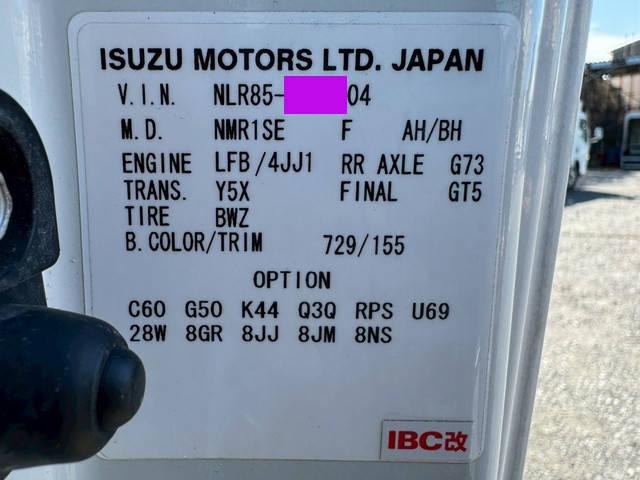 ISUZU MOTORS LTD. JAPAN
V.I.N. NLR85- 04
M.D. NMR1SE F AH/BH
ENGINE LFB/4JJ1 RR AXLE G73
TRANS. Y5X FINAL GT5
TIRE BWZ
B.COLOR/TRIM 729/155
OPTION
C60 G50 K44 Q3Q RPS U69
28W 8GR 8JJ 8JM 8NS
IBC改